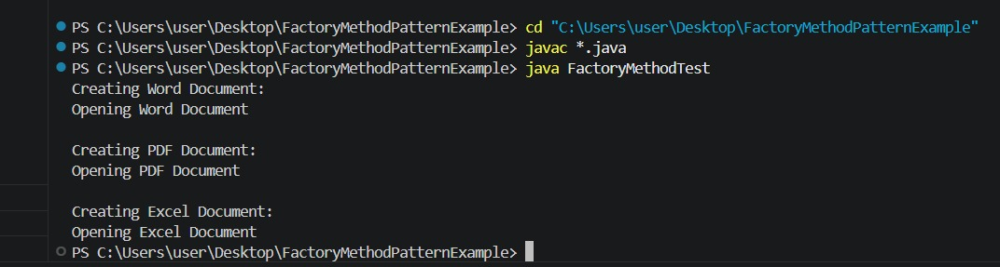 PS C:\Users\user\Desktop\FactoryMethodPatternExample> cd "C:\Users\user\Desktop\FactoryMethodPatternExample"
PS C:\Users\user\Desktop\FactoryMethodPatternExample> javac *.java
PS C:\Users\user\Desktop\FactoryMethodPatternExample> java FactoryMethodTest
Creating Word Document:
Opening Word Document
Creating PDF Document:
Opening PDF Document
Creating Excel Document:
Opening Excel Document
PS C:\Users\user\Desktop\FactoryMethodPatternExample>